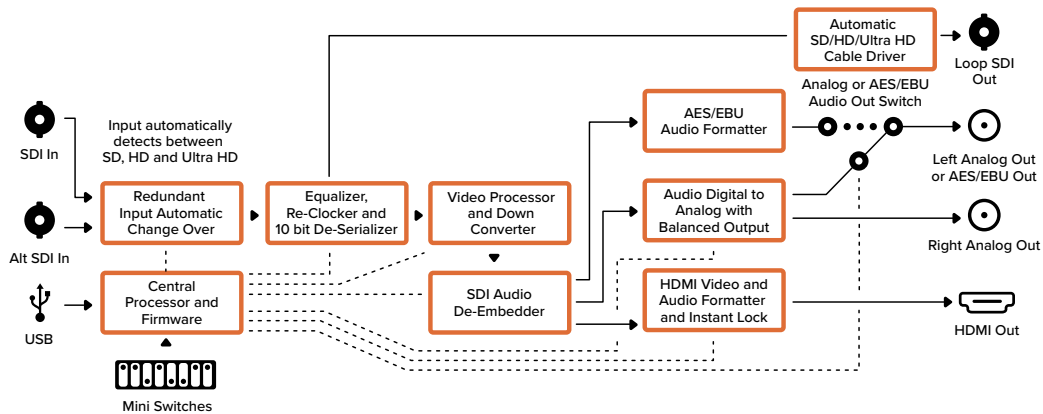 Automatic
SD/HD/Ultra HD
Cable Driver
Loop SDI
Out
Analog or AES/EBU
Audio Out Switch
SDI In
Input automatically
detects between
SD, HD and Ultra HD
AES/EBU
Audio Formatter
Left Analog Out
or AES/EBU Out
Alt SDI In
Redundant
Input Automatic
Change Over
Equalizer,
Re-Clocker and
10 bit De-Serializer
Video Processor
and Down
Converter
Audio Digital to
Analog with
Balanced Output
Right Analog Out
USB
Central
Processor and
Firmware
SDI Audio
De-Embedder
HDMI Video and
Audio Formatter
and Instant Lock
HDMI Out
Mini Switches